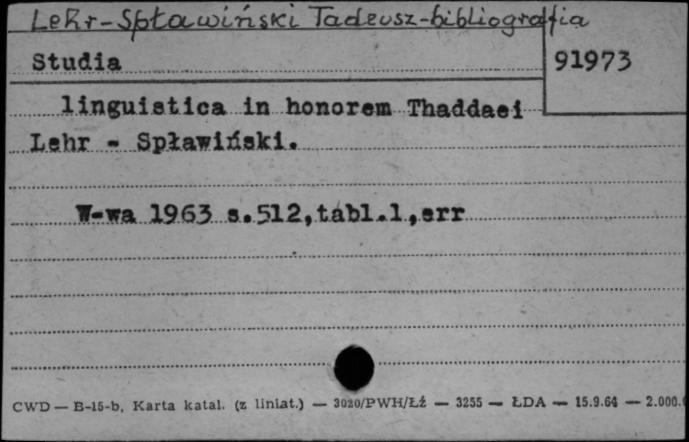 Lehr-Spławiński Tadeusz-bibliografia
Studia
91973
linguistica in honorem Thaddaei
Lehr - Spławiński.
W-wa 1963 s.512,tabl.1,err
CWD — B-15-b, Karta katal. (z liniat.) — 3020/PWH/Łź — 3255 — ŁDA — 15.9.64 — 2.000.